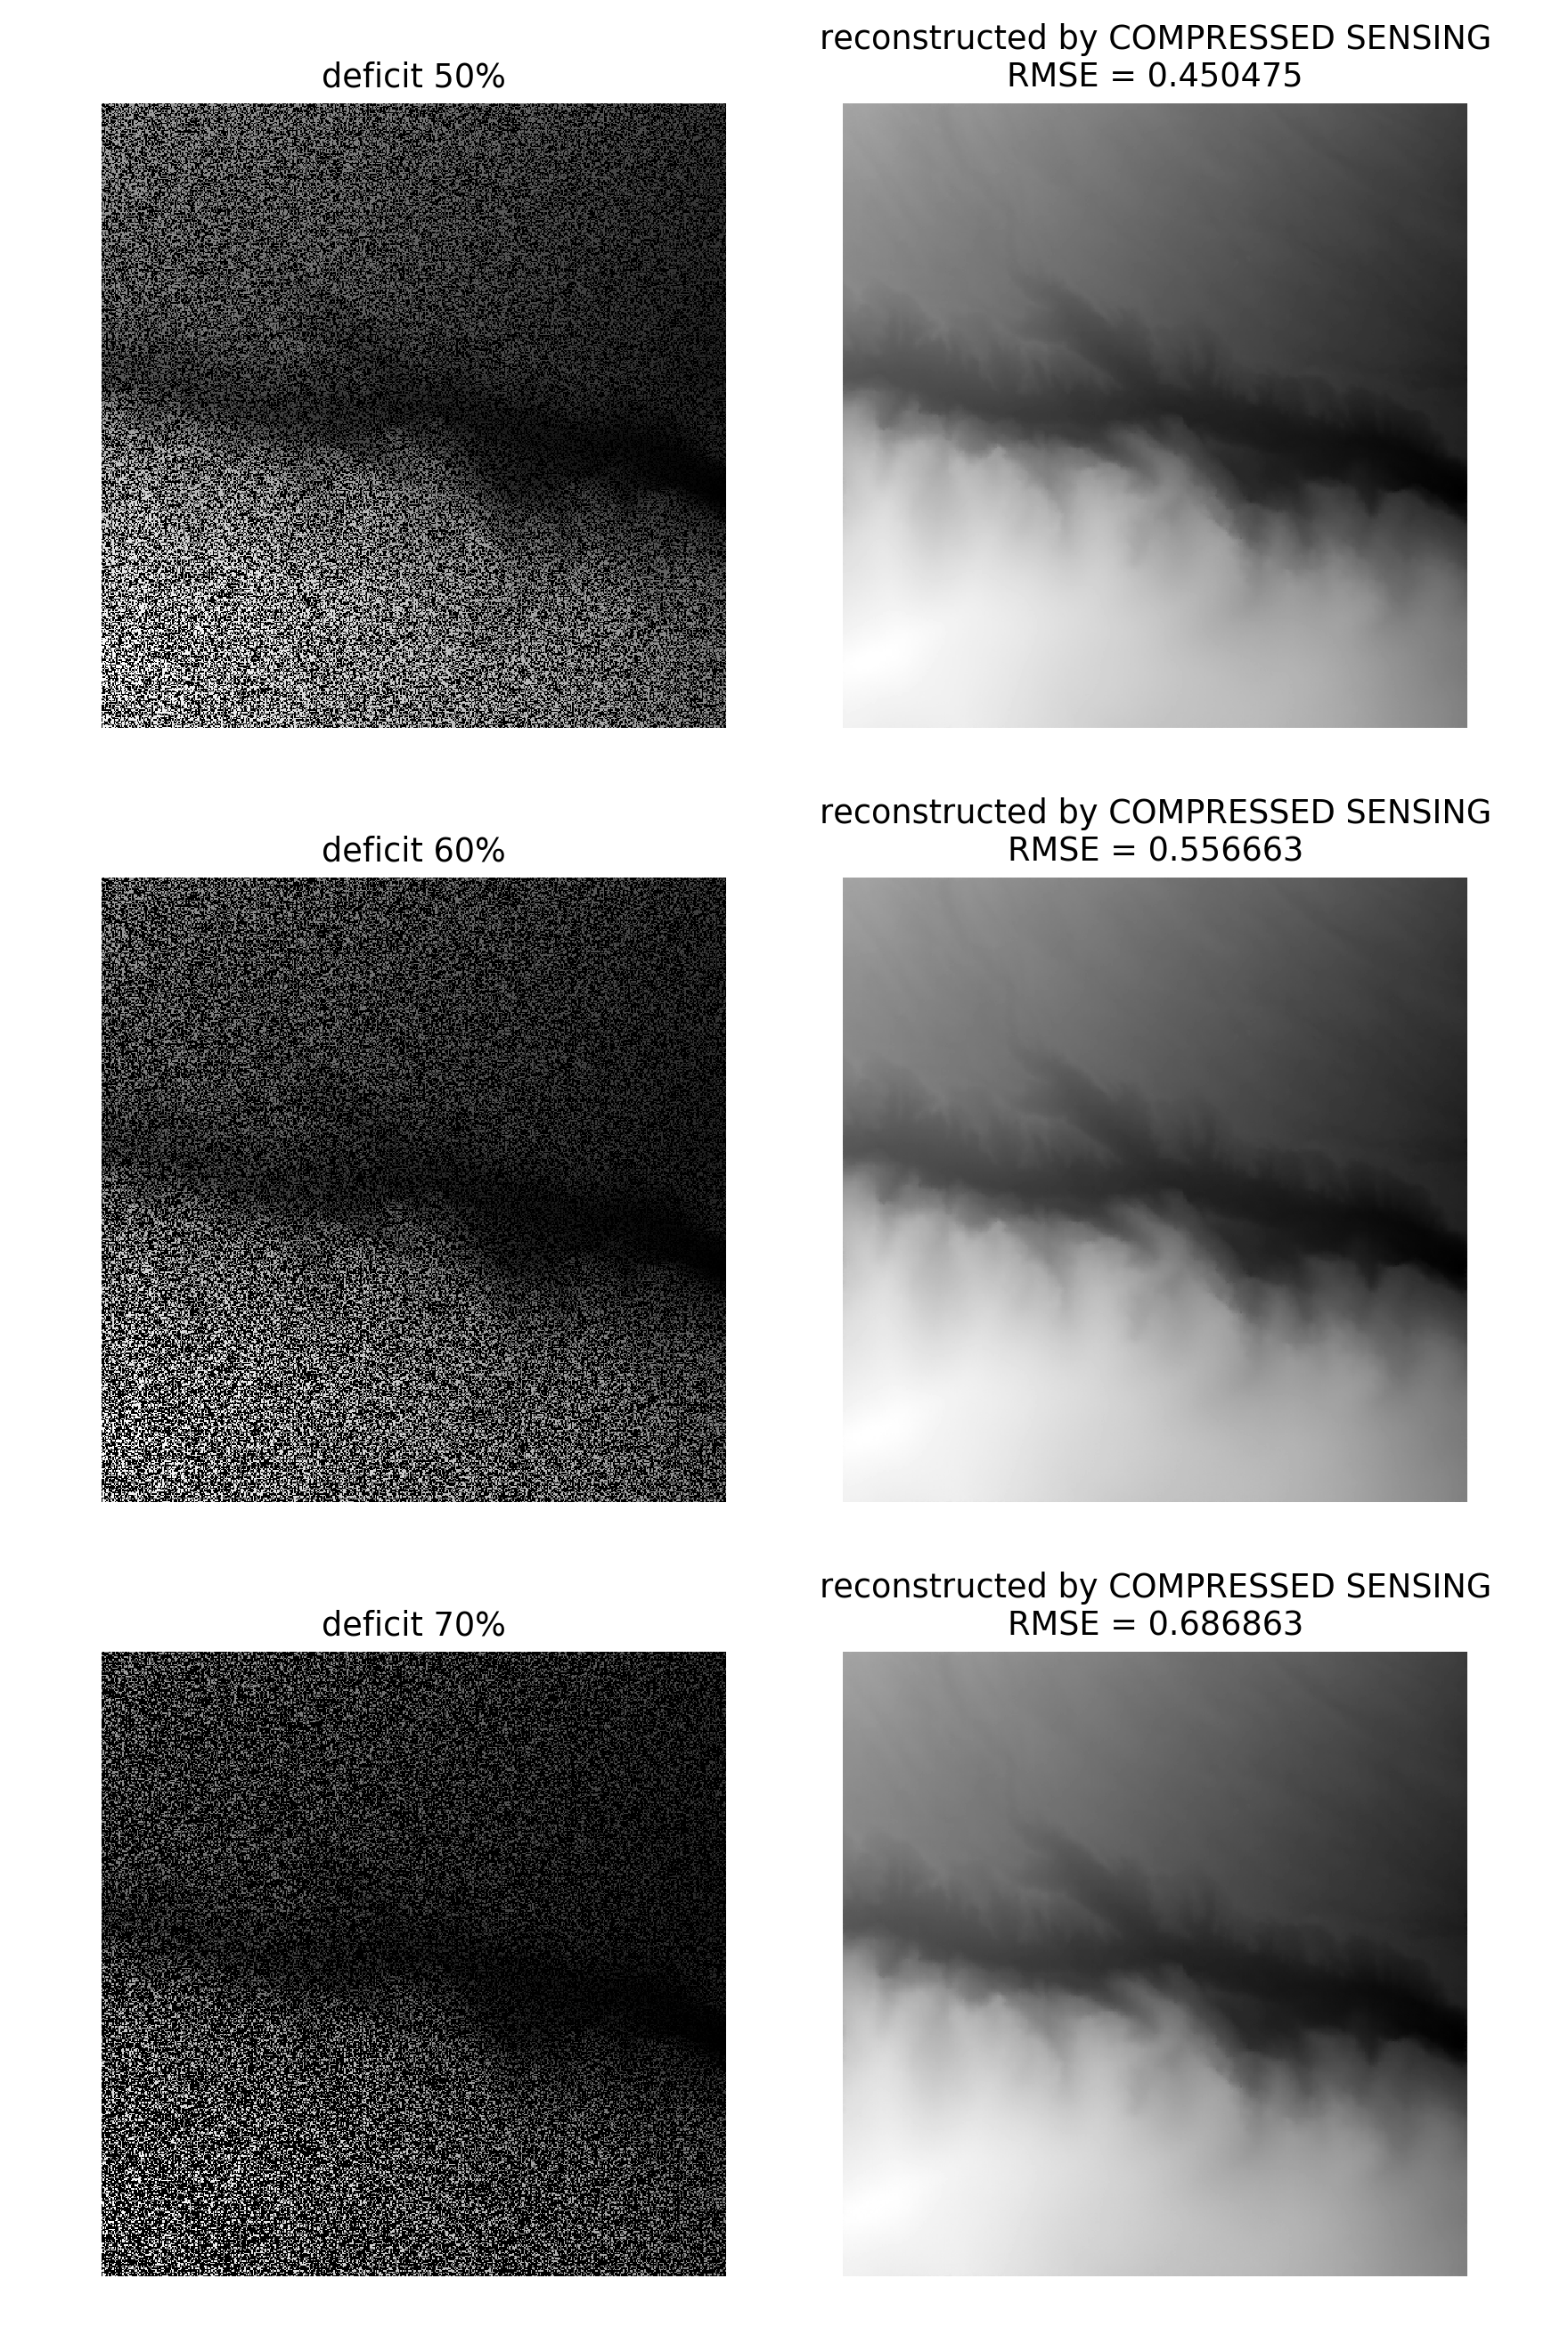 deficit 50%
reconstructed by COMPRESSED SENSING
RMSE = 0.450475
deficit 60%
reconstructed by COMPRESSED SENSING
RMSE = 0.556663
deficit 70%
reconstructed by COMPRESSED SENSING
RMSE = 0.686863